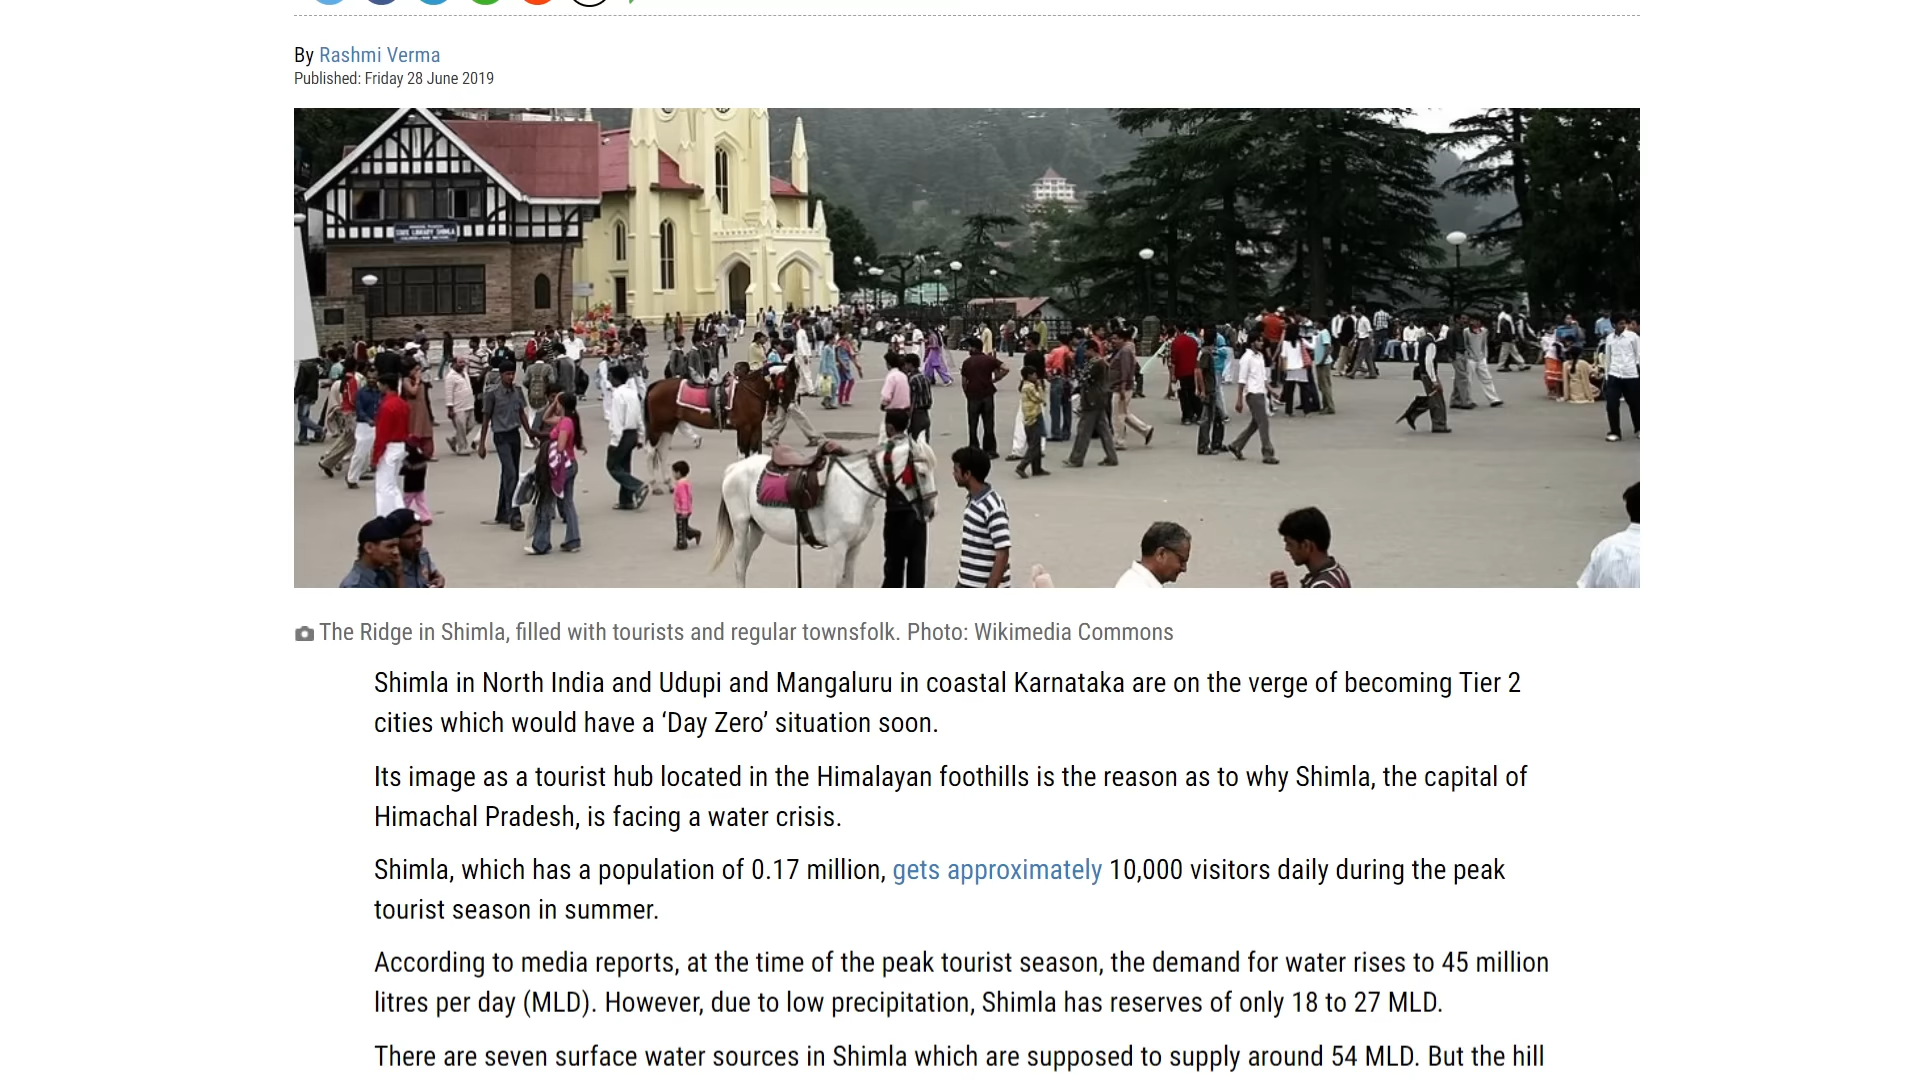 By Rashmi Verma
Published: Friday 28 June 2019
STATE LIBRARY SHIMLA
The Ridge in Shimla, filled with tourists and regular townsfolk. Photo: Wikimedia Commons
Shimla in North India and Udupi and Mangaluru in coastal Karnataka are on the verge of becoming Tier 2
cities which would have a ‘Day Zero’ situation soon.
Its image as a tourist hub located in the Himalayan foothills is the reason as to why Shimla, the capital of
Himachal Pradesh, is facing a water crisis.
Shimla, which has a population of 0.17 million, gets approximately 10,000 visitors daily during the peak
tourist season in summer.
According to media reports, at the time of the peak tourist season, the demand for water rises to 45 million
litres per day (MLD). However, due to low precipitation, Shimla has reserves of only 18 to 27 MLD.
There are seven surface water sources in Shimla which are supposed to supply around 54 MLD. But the hill